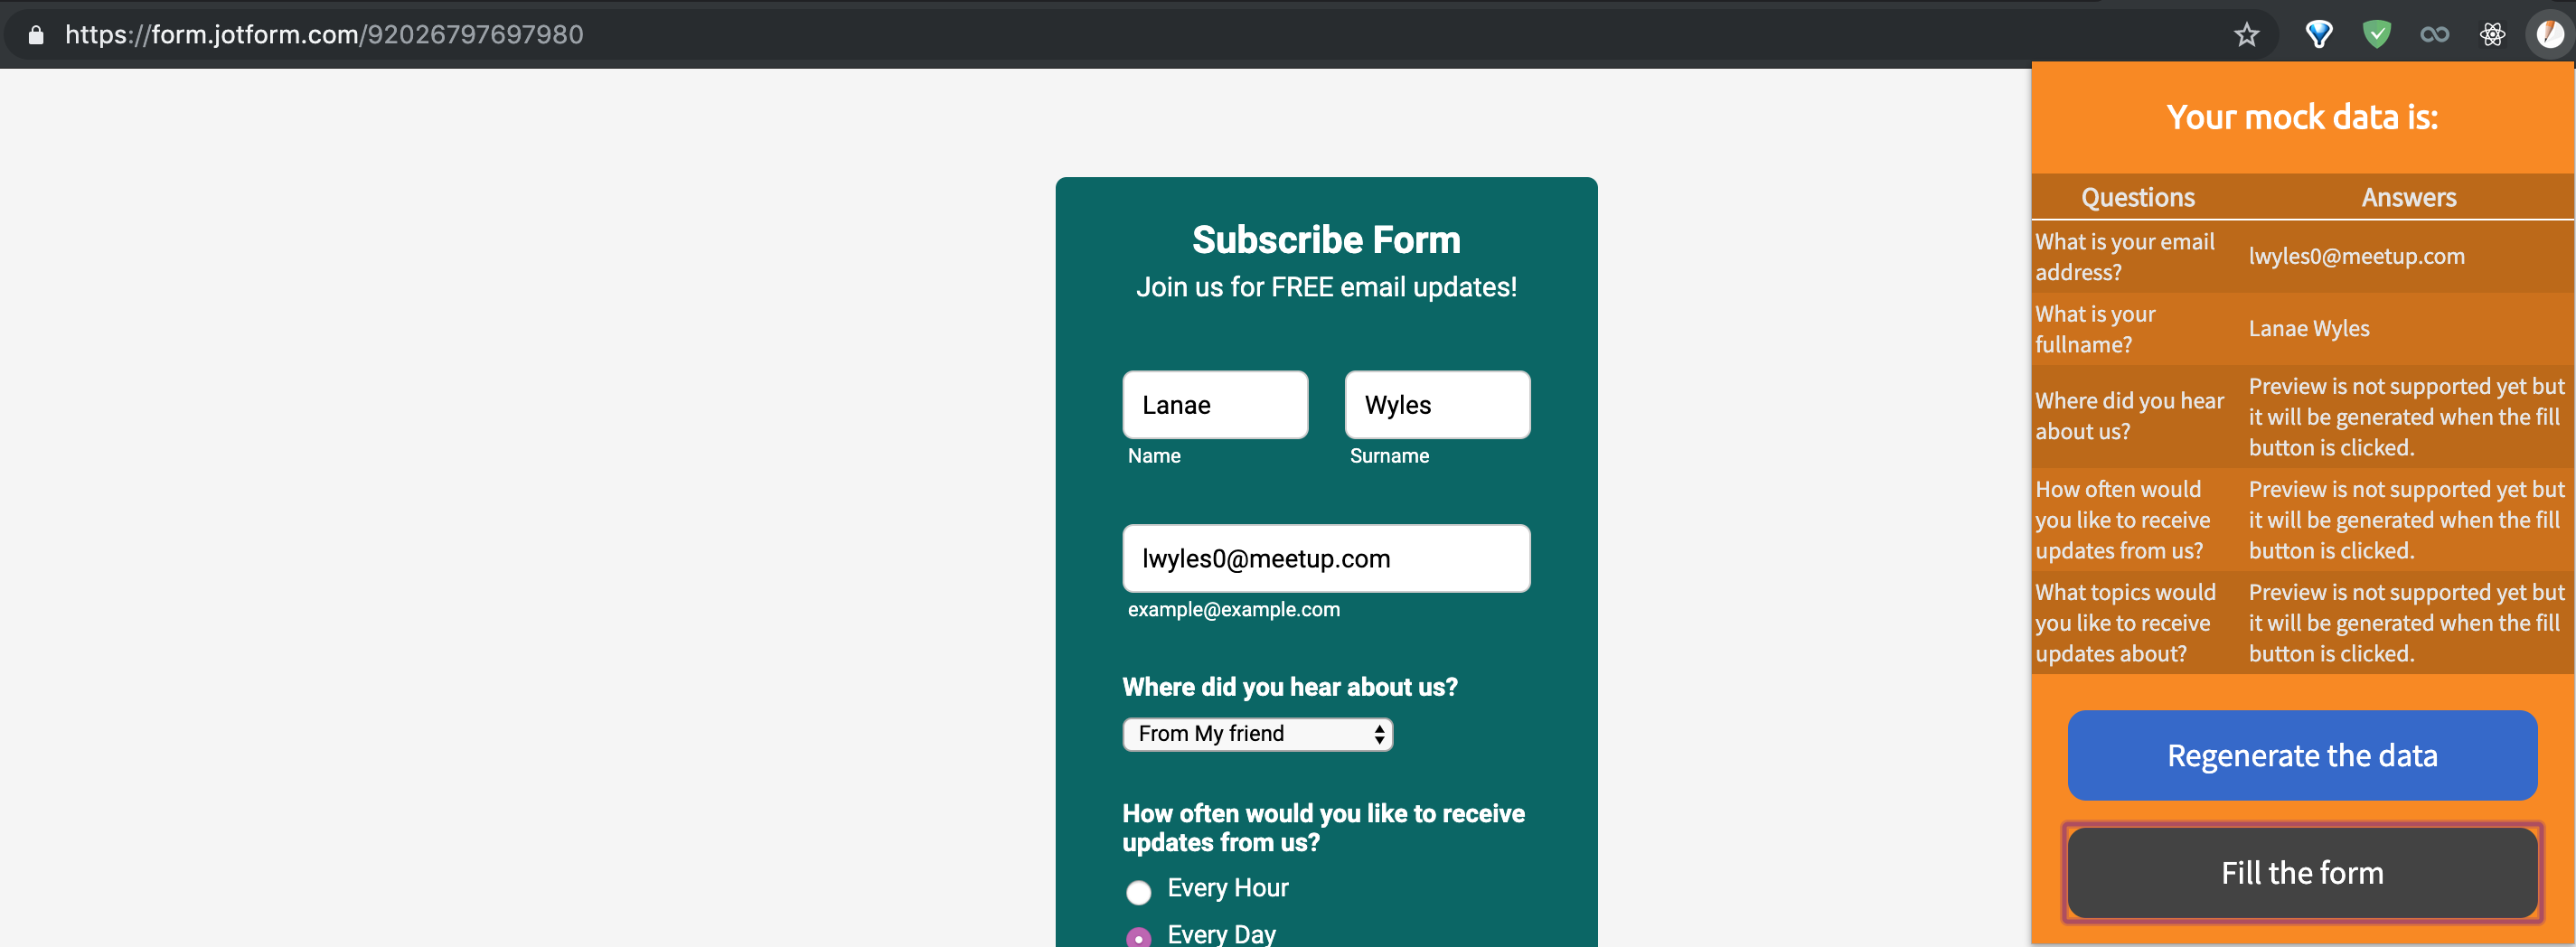 https://form.jotform.com/92026797697980
Subscribe Form
Join us for FREE email updates!
Lanae
Wyles
Name
Surname
lwyles0@meetup.com
example@example.com
Where did you hear about us?
From My friend
How often would you like to receive
updates from us?
Every Hour
Every Day
Your mock data is:
Questions
Answers
What is your email
address?
lwyles0@meetup.com
What is your
fullname?
Lanae Wyles
Where did you hear
about us?
Preview is not supported yet but
it will be generated when the fill
button is clicked.
How often would
you like to receive
updates from us?
Preview is not supported yet but
it will be generated when the fill
button is clicked.
What topics would
you like to receive
updates about?
Preview is not supported yet but
it will be generated when the fill
button is clicked.
Regenerate the data
Fill the form